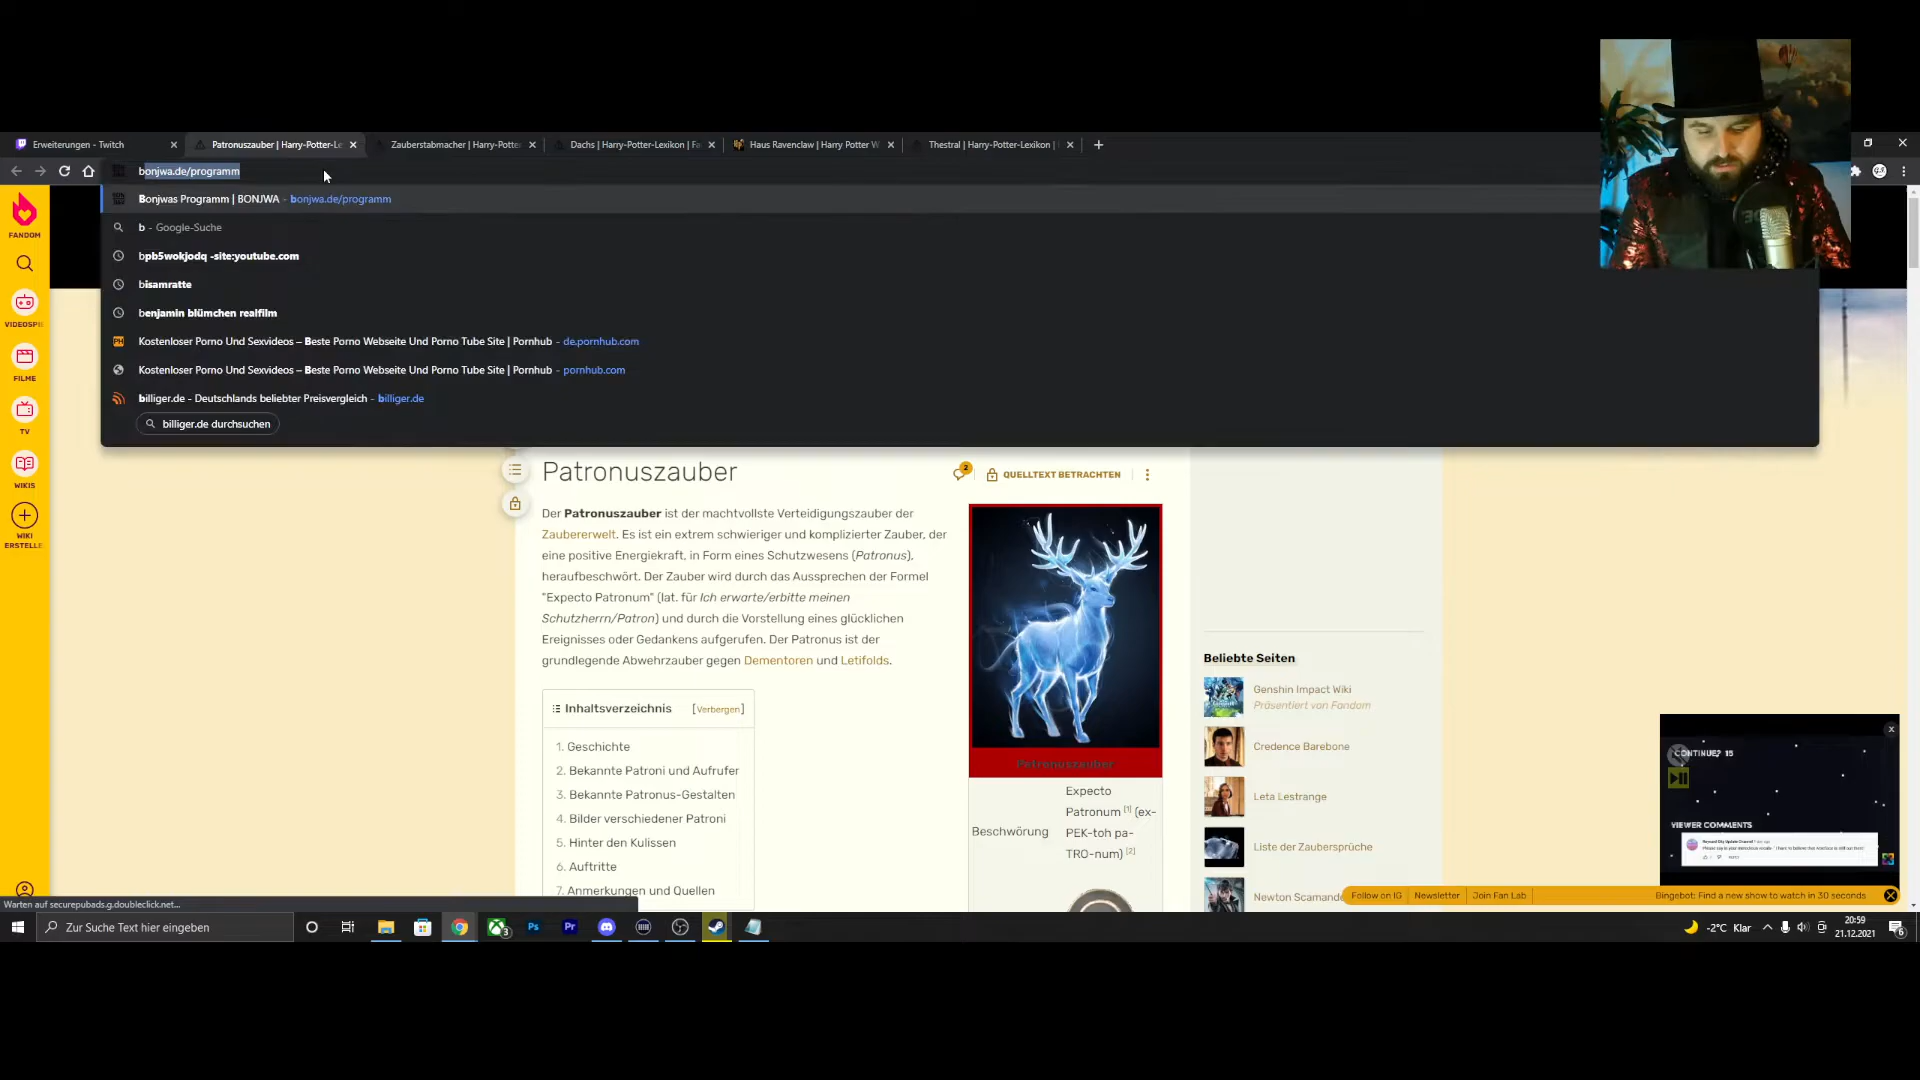 Erweiterungen - Twitch
Patronuszauber | Harry-Potter-Le
Zauberstabmacher | Harry-Potte
Dachs | Harry-Potter-Lexikon | Fa
Haus Ravenclaw | Harry Potter W
Thestral | Harry-Potter-Lexikon |
bonjwa.de/programm
Bonjwas Programm | BONJWA - bonjwa.de/programm
b - Google-Suche
bpb5wokjodq -site:youtube.com
bisamratte
benjamin blümchen realfilm
Kostenloser Porno Und Sexvideos – Beste Porno Webseite Und Porno Tube Site | Pornhub - de.pornhub.com
Kostenloser Porno Und Sexvideos – Beste Porno Webseite Und Porno Tube Site | Pornhub - pornhub.com
billiger.de - Deutschlands beliebter Preisvergleich - billiger.de
billiger.de durchsuchen
FANDOM
VIDEOSPI
FILME
TV
WIKIS
WIKI
ERSTELLE
Patronuszauber
2
QUELLTEXT BETRACHTEN
Der Patronuszauber ist der machtvollste Verteidigungszauber der
Zaubererwelt. Es ist ein extrem schwieriger und komplizierter Zauber, der
eine positive Energiekraft, in Form eines Schutzwesens (Patronus),
heraufbeschwört. Der Zauber wird durch das Aussprechen der Formel
"Expecto Patronum" (lat. für Ich erwarte/erbitte meinen
Schutzherrn/Patron) und durch die Vorstellung eines glücklichen
Ereignisses oder Gedankens aufgerufen. Der Patronus ist der
grundlegende Abwehrzauber gegen Dementoren und Letifolds.
Inhaltsverzeichnis [Verbergen]
1. Geschichte
2. Bekannte Patroni und Aufrufer
3. Bekannte Patronus-Gestalten
4. Bilder verschiedener Patroni
5. Hinter den Kulissen
6. Auftritte
7. Anmerkungen und Quellen
Patronuszauber
Beschwörung
Expecto
Patronum [1] (ex-
PEK-toh pa-
TRO-num) [2]
Beliebte Seiten
Genshin Impact Wiki
Präsentiert von Fandom
Credence Barebone
Leta Lestrange
Liste der Zaubersprüche
Newton Scamande
CONTINUE? 15
VIEWER COMMENTS
Follow on IG
Newsletter
Join Fan Lab
Bingebot: Find a new show to watch in 30 seconds
Warten auf securepubads.g.doubleclick.net...
Zur Suche Text hier eingeben
3
Ps
Pr
-2°C Klar
20:59
21.12.2021
6